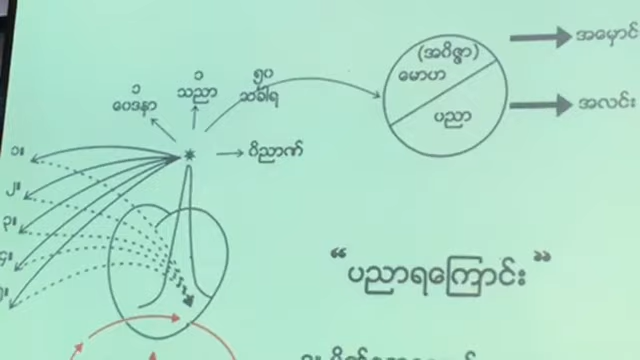 (အဝိဇ္ဇာ)
မောဟ
အမှောင်
ပညာ
အလင်း
၁
ဝေဒနာ
၁
သညာ
၅၀
သင်္ခါရ
ဝိညာဏ်
၁။
၂။
၃။
၄။
၅။
“ပညာရကြောင်း”